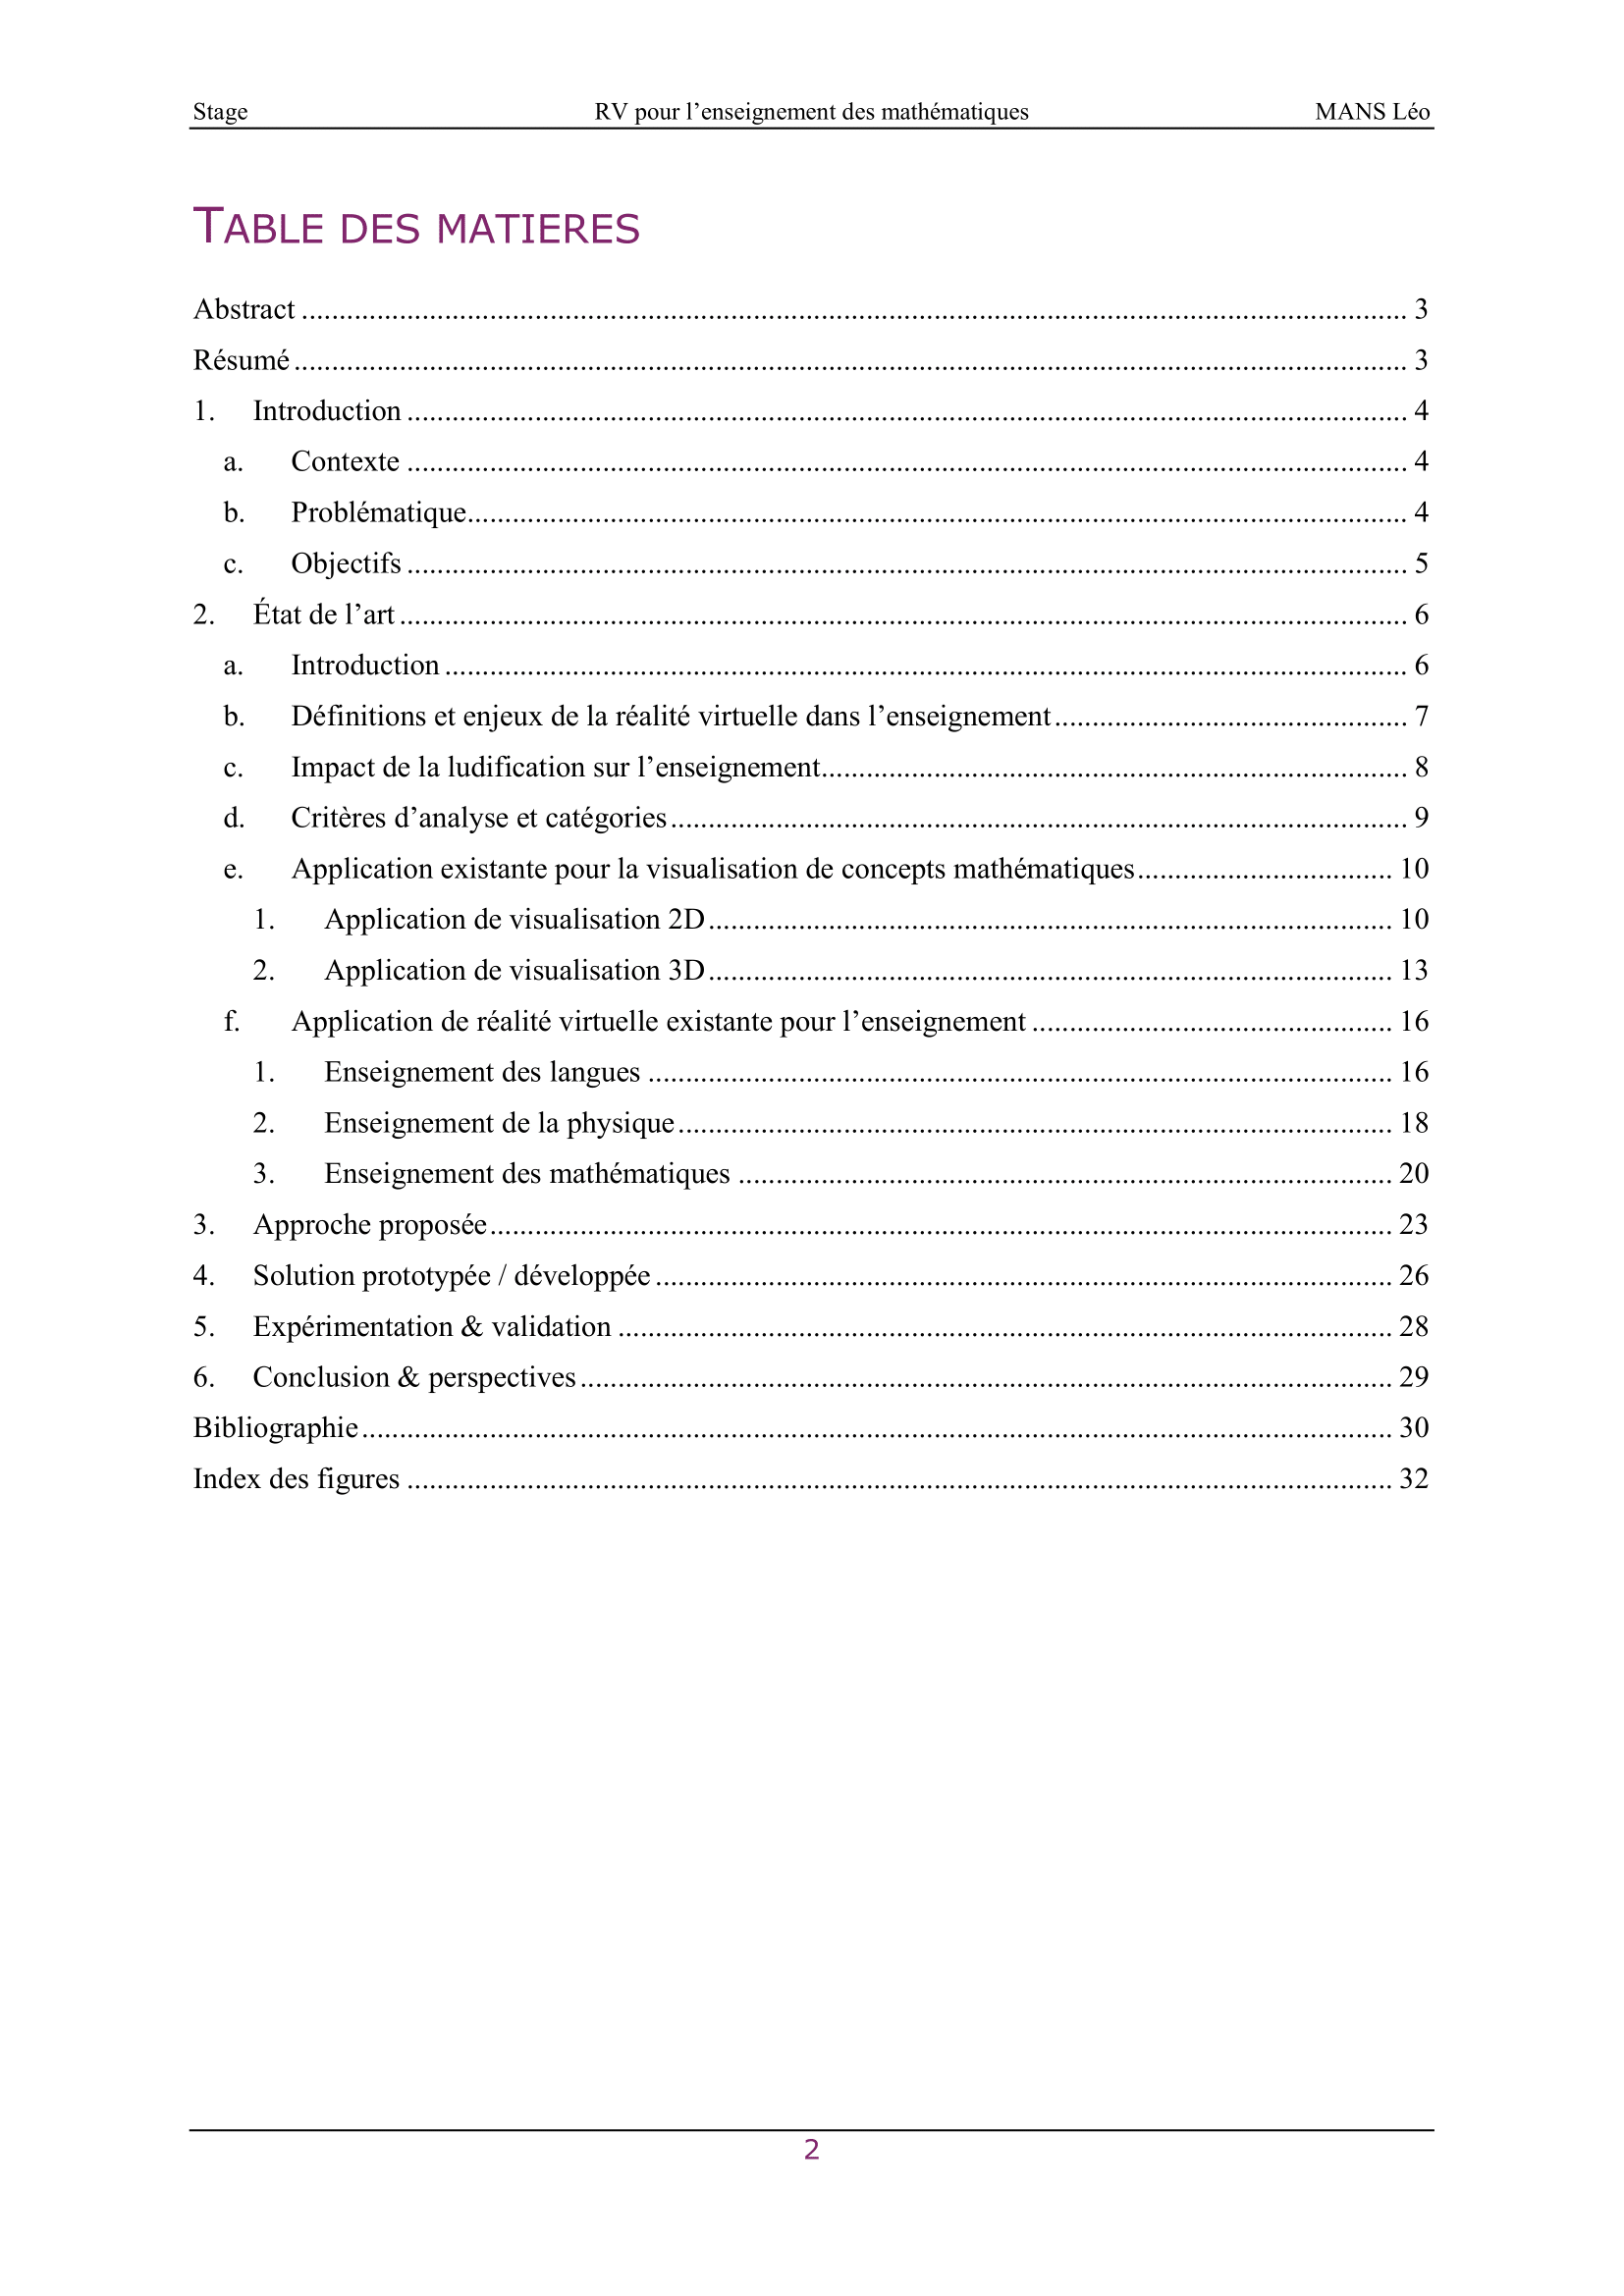 Stage RV pour l’enseignement des mathématiques MANS Léo
TABLE DES MATIERES
Abstract ........ 3
Résumé ........ 3
1. Introduction ........ 4
a. Contexte ........ 4
b. Problématique ........ 4
c. Objectifs ........ 5
2. État de l’art ........ 6
a. Introduction ........ 6
b. Définitions et enjeux de la réalité virtuelle dans l’enseignement ........ 7
c. Impact de la ludification sur l’enseignement ........ 8
d. Critères d’analyse et catégories ........ 9
e. Application existante pour la visualisation de concepts mathématiques ........ 10
1. Application de visualisation 2D ........ 10
2. Application de visualisation 3D ........ 13
f. Application de réalité virtuelle existante pour l’enseignement ........ 16
1. Enseignement des langues ........ 16
2. Enseignement de la physique ........ 18
3. Enseignement des mathématiques ........ 20
3. Approche proposée ........ 23
4. Solution prototypée / développée ........ 26
5. Expérimentation & validation ........ 28
6. Conclusion & perspectives ........ 29
Bibliographie ........ 30
Index des figures ........ 32
2